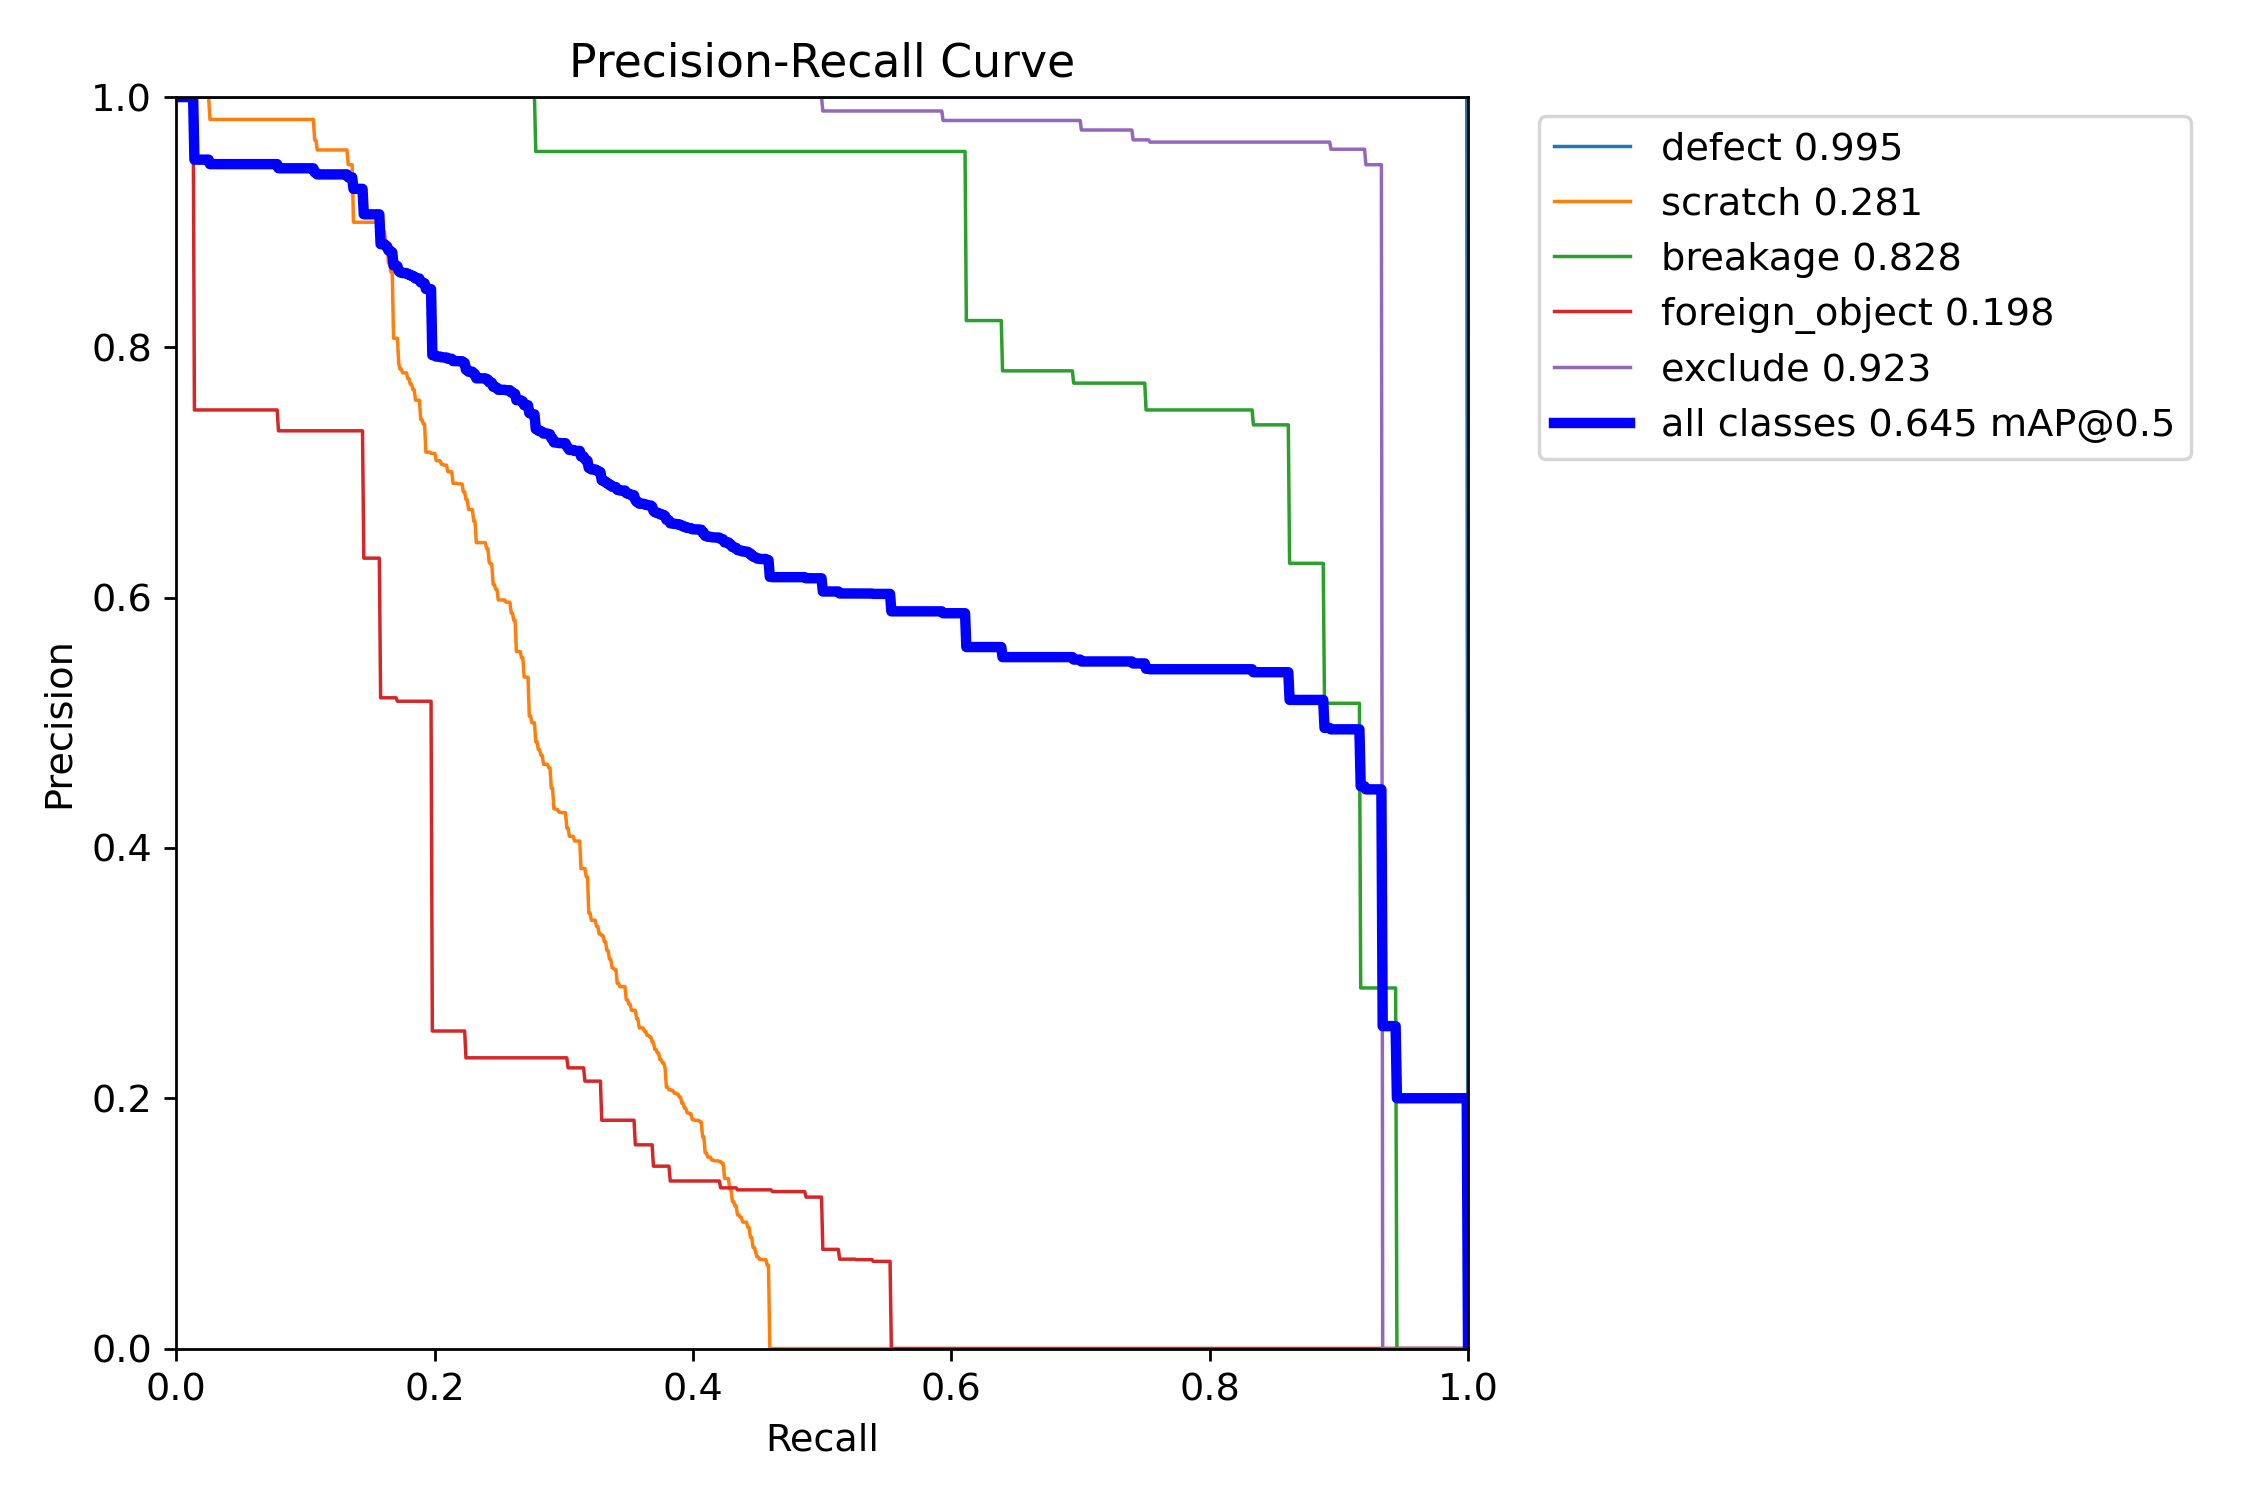 Precision-Recall Curve
1.0
0.8
0.6
0.4
0.2
0.0
Precision
0.0 0.2 0.4 0.6 0.8 1.0
Recall
defect 0.995
scratch 0.281
breakage 0.828
foreign_object 0.198
exclude 0.923
all classes 0.645 mAP@0.5